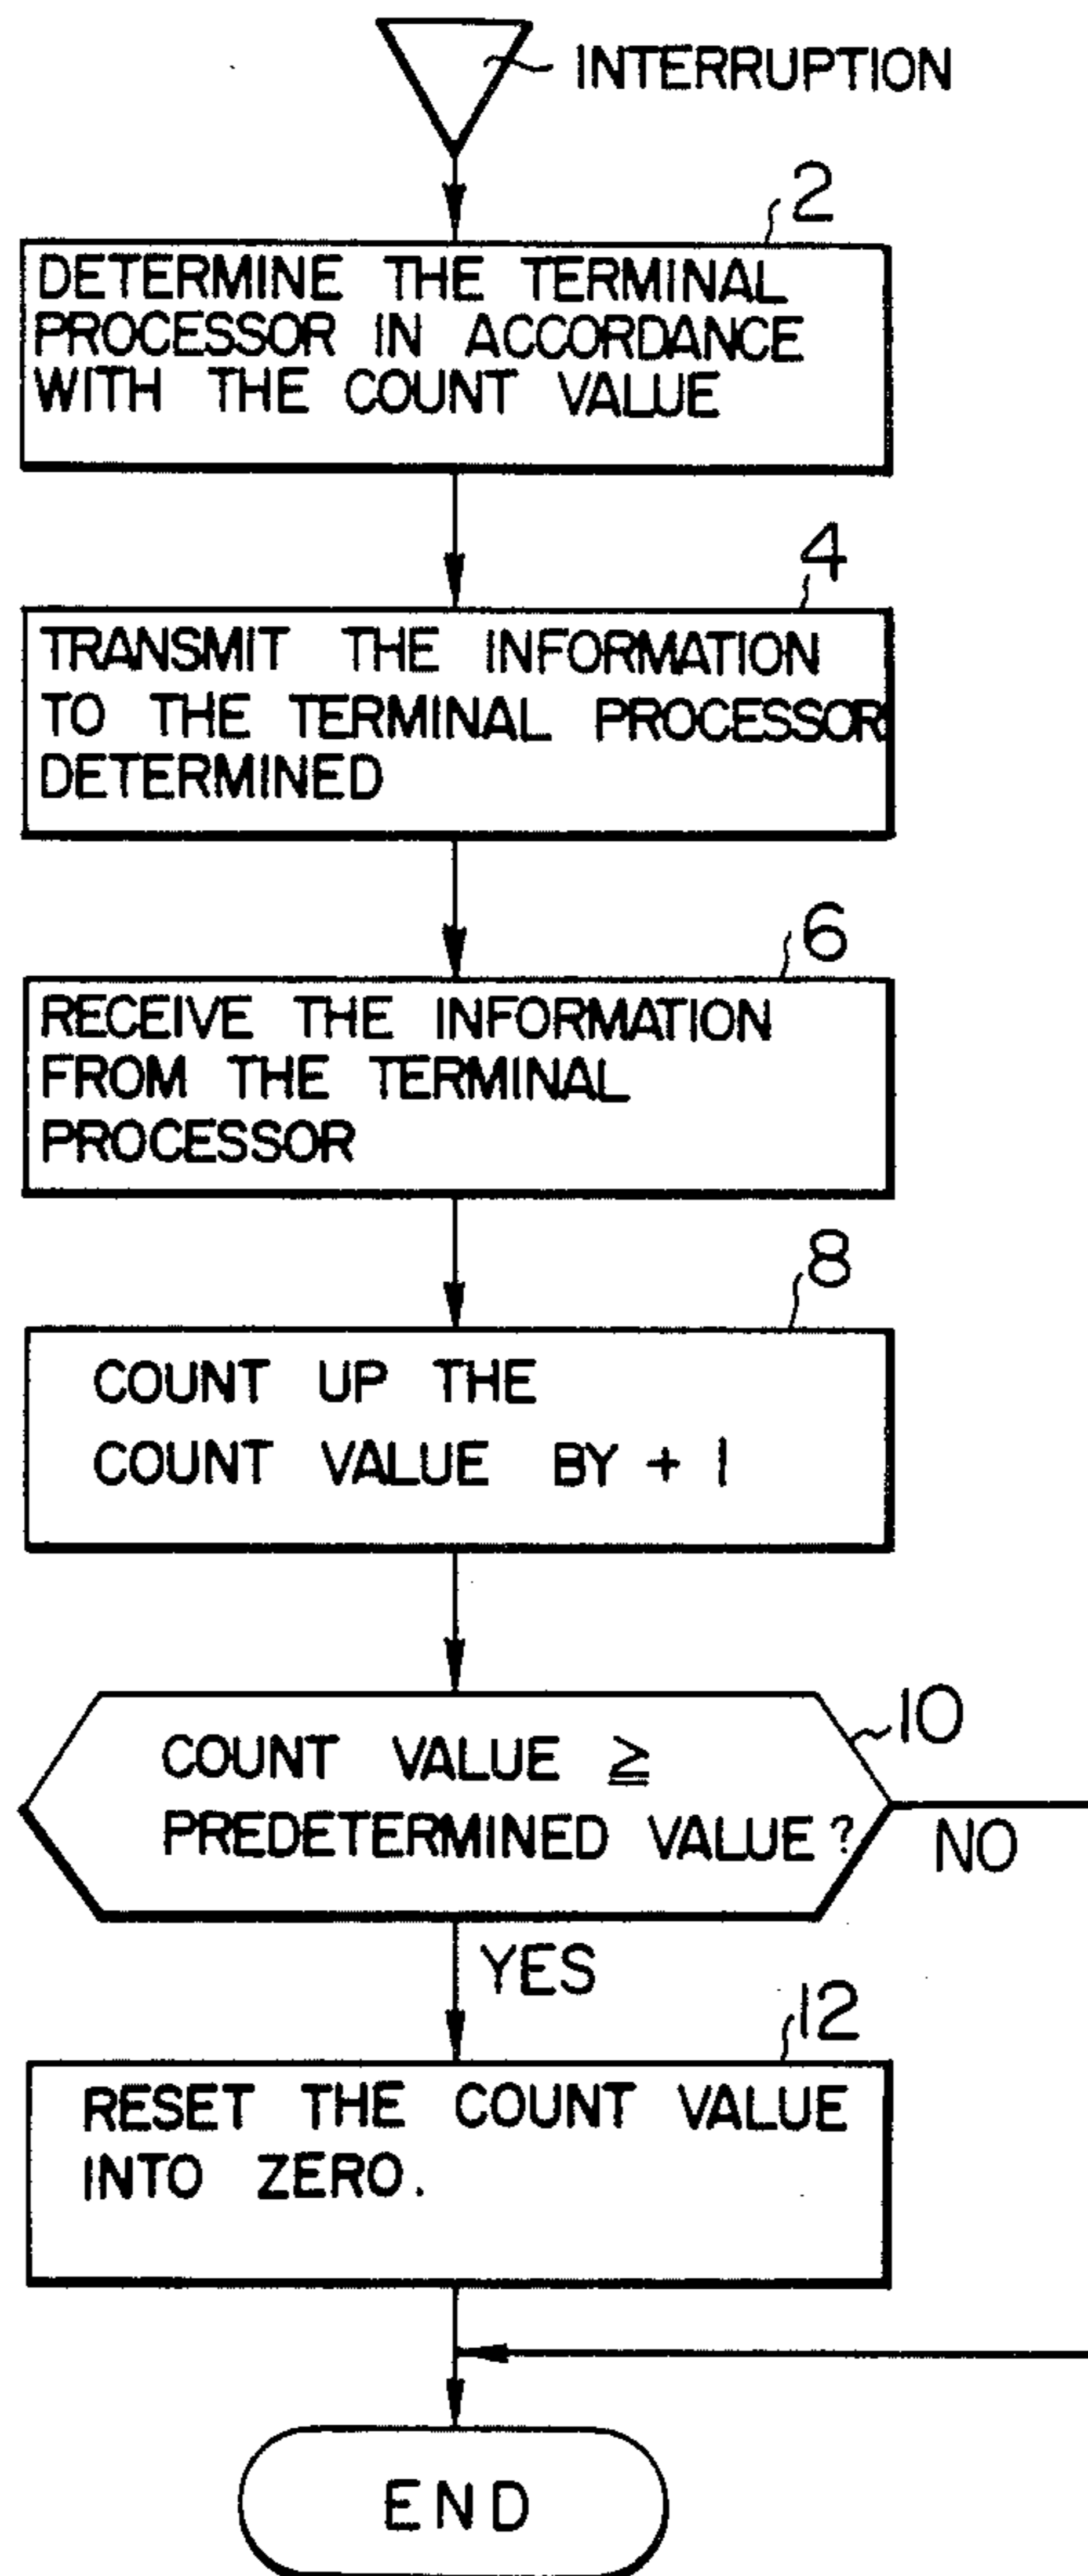 INTERRUPTION
2
DETERMINE THE TERMINAL
PROCESSOR IN ACCORDANCE
WITH THE COUNT VALUE
4
TRANSMIT THE INFORMATION
TO THE TERMINAL PROCESSOR
DETERMINED
6
RECEIVE THE INFORMATION
FROM THE TERMINAL
PROCESSOR
8
COUNT UP THE
COUNT VALUE BY + 1
10
COUNT VALUE ≧
PREDETERMINED VALUE?
NO
YES
12
RESET THE COUNT VALUE
INTO ZERO.
END